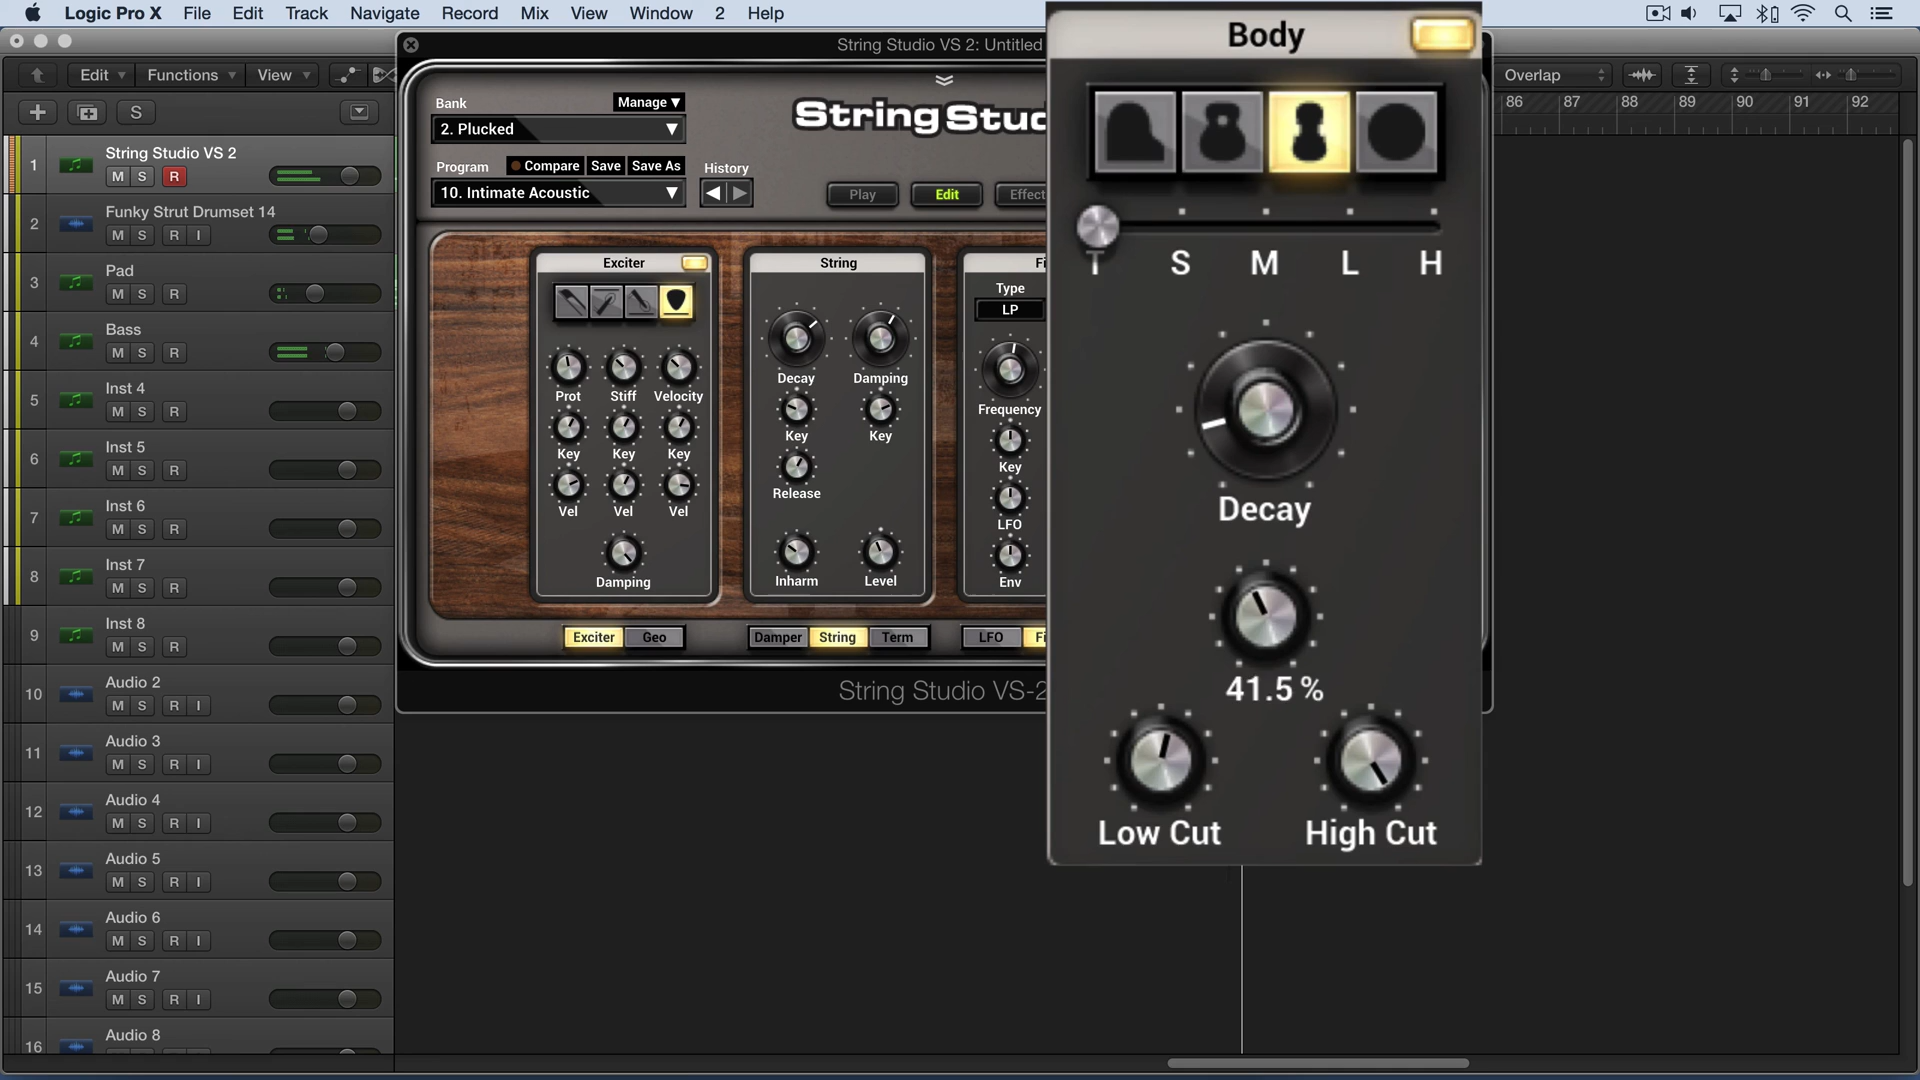 Logic Pro X File Edit Track Navigate Record Mix View Window 2 Help
String Studio VS 2: Untitled
Edit Functions View
Overlap
S
86 87 88 89 90 91 92
1 String Studio VS 2
M S R
2 Funky Strut Drumset 14
M S R I
3 Pad
M S R
4 Bass
M S R
5 Inst 4
M S R
6 Inst 5
M S R
7 Inst 6
M S R
8 Inst 7
M S R
9 Inst 8
M S R
10 Audio 2
M S R I
11 Audio 3
M S R I
12 Audio 4
M S R I
13 Audio 5
M S R I
14 Audio 6
M S R I
15 Audio 7
M S R I
16 Audio 8
Bank Manage
2. Plucked
Program Compare Save Save As History
10. Intimate Acoustic
String
Play Edit
Exciter
Prot Stiff Velocity
Key Key Key
Vel Vel Vel
Damping
String
Decay Damping
Key Key
Release
Inharm Level
Type
LP
Frequency
Key
LFO
Env
Exciter Geo
Damper String Term
LFO
String Studio VS-2
Body
T S M L H
Decay
41.5 %
Low Cut High Cut